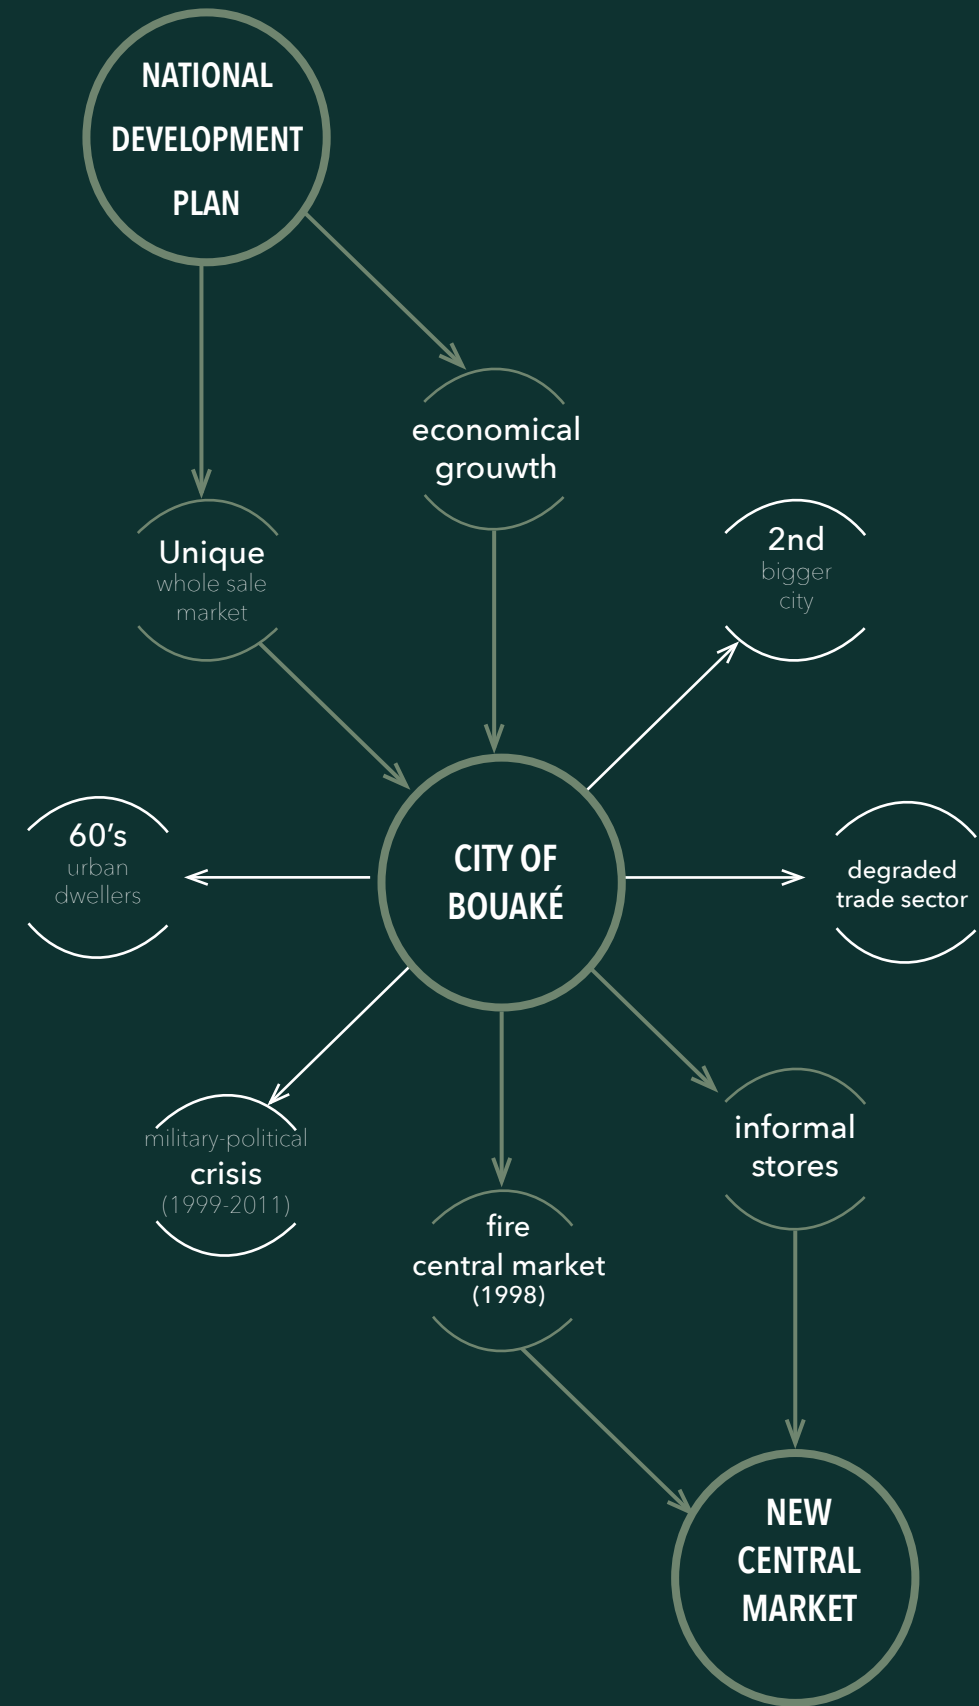 NATIONAL
DEVELOPMENT
PLAN
economical
grouwth
Unique
whole sale
market
2nd
bigger
city
60's
urban
dwellers
CITY OF
BOUAKÉ
degraded
trade sector
military-political
crisis
(1999-2011)
fire
central market
(1998)
informal
stores
NEW
CENTRAL
MARKET